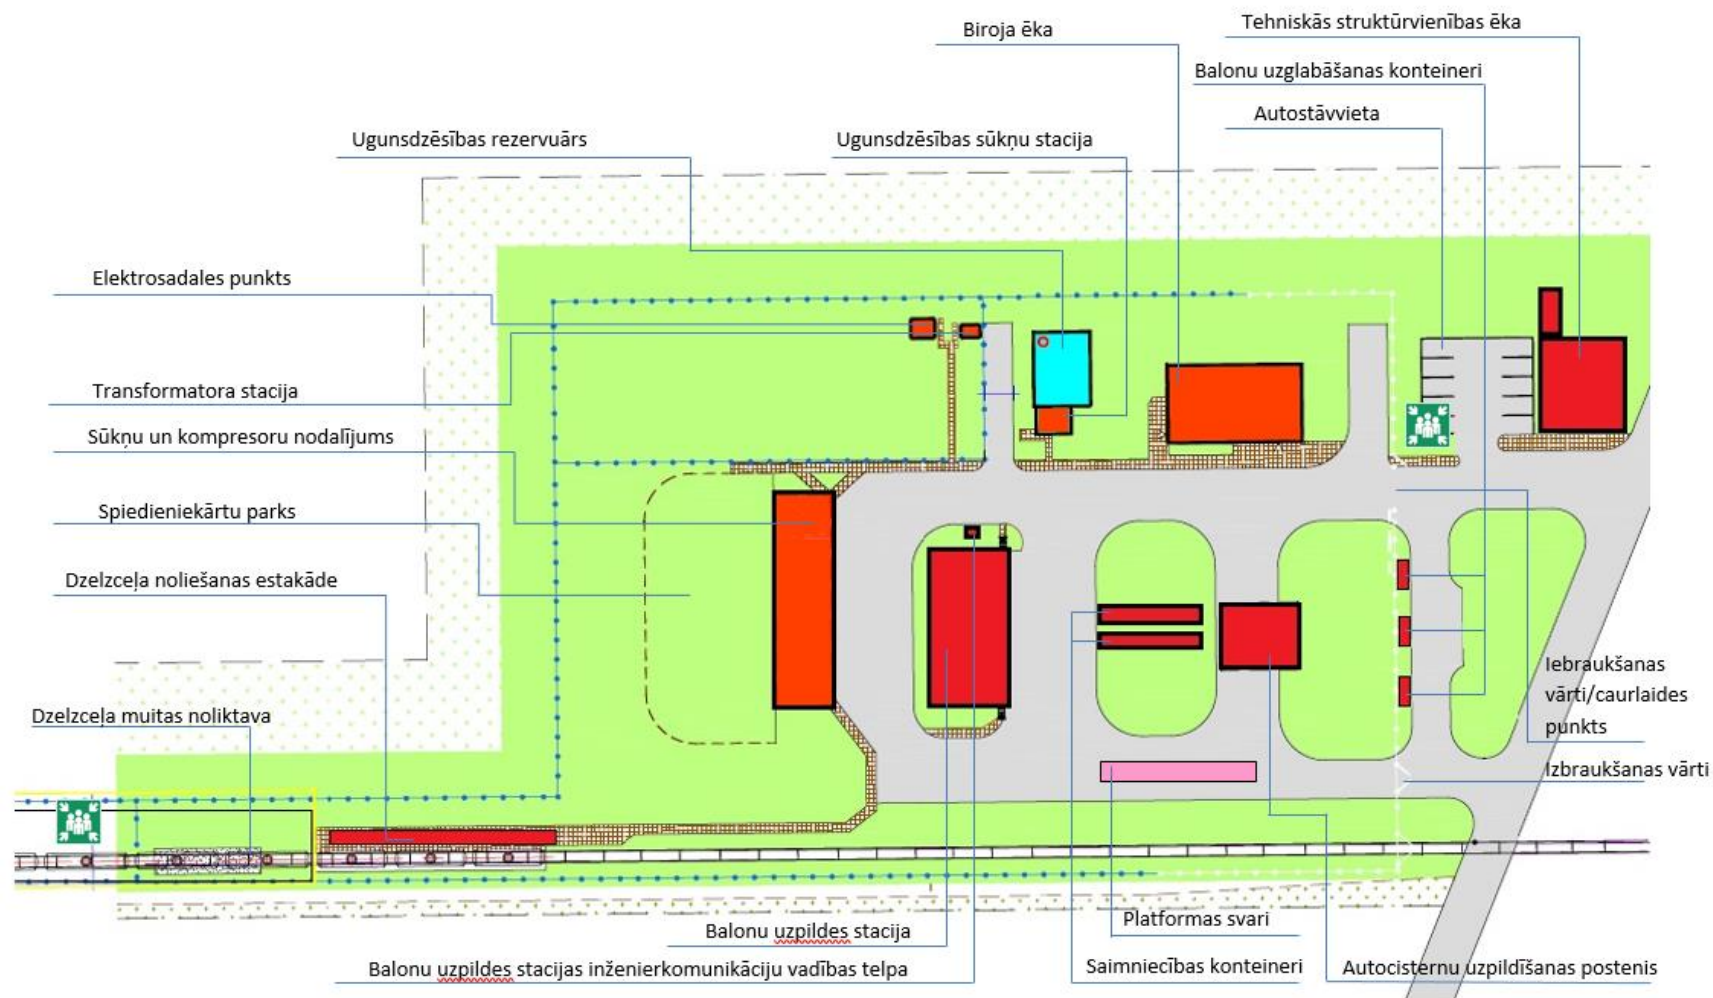 Tehniskās struktūrvienības ēka
Biroja ēka
Balonu uzglabāšanas konteineri
Autostāvvieta
Ugunsdzēsības rezervuārs
Ugunsdzēsības sūkņu stacija
Elektrosadales punkts
Transformatora stacija
Sūkņu un kompresoru nodalījums
Spiedieniekārtu parks
Dzelzceļa noliešanas estakāde
Iebraukšanas
vārti/caurlaides
punkts
Dzelzceļa muitas noliktava
Izbraukšanas vārti
Platformas svari
Balonu uzpildes stacija
Balonu uzpildes stacijas inženierkomunikāciju vadības telpa
Saimniecības konteineri
Autocisternu uzpildīšanas postenis